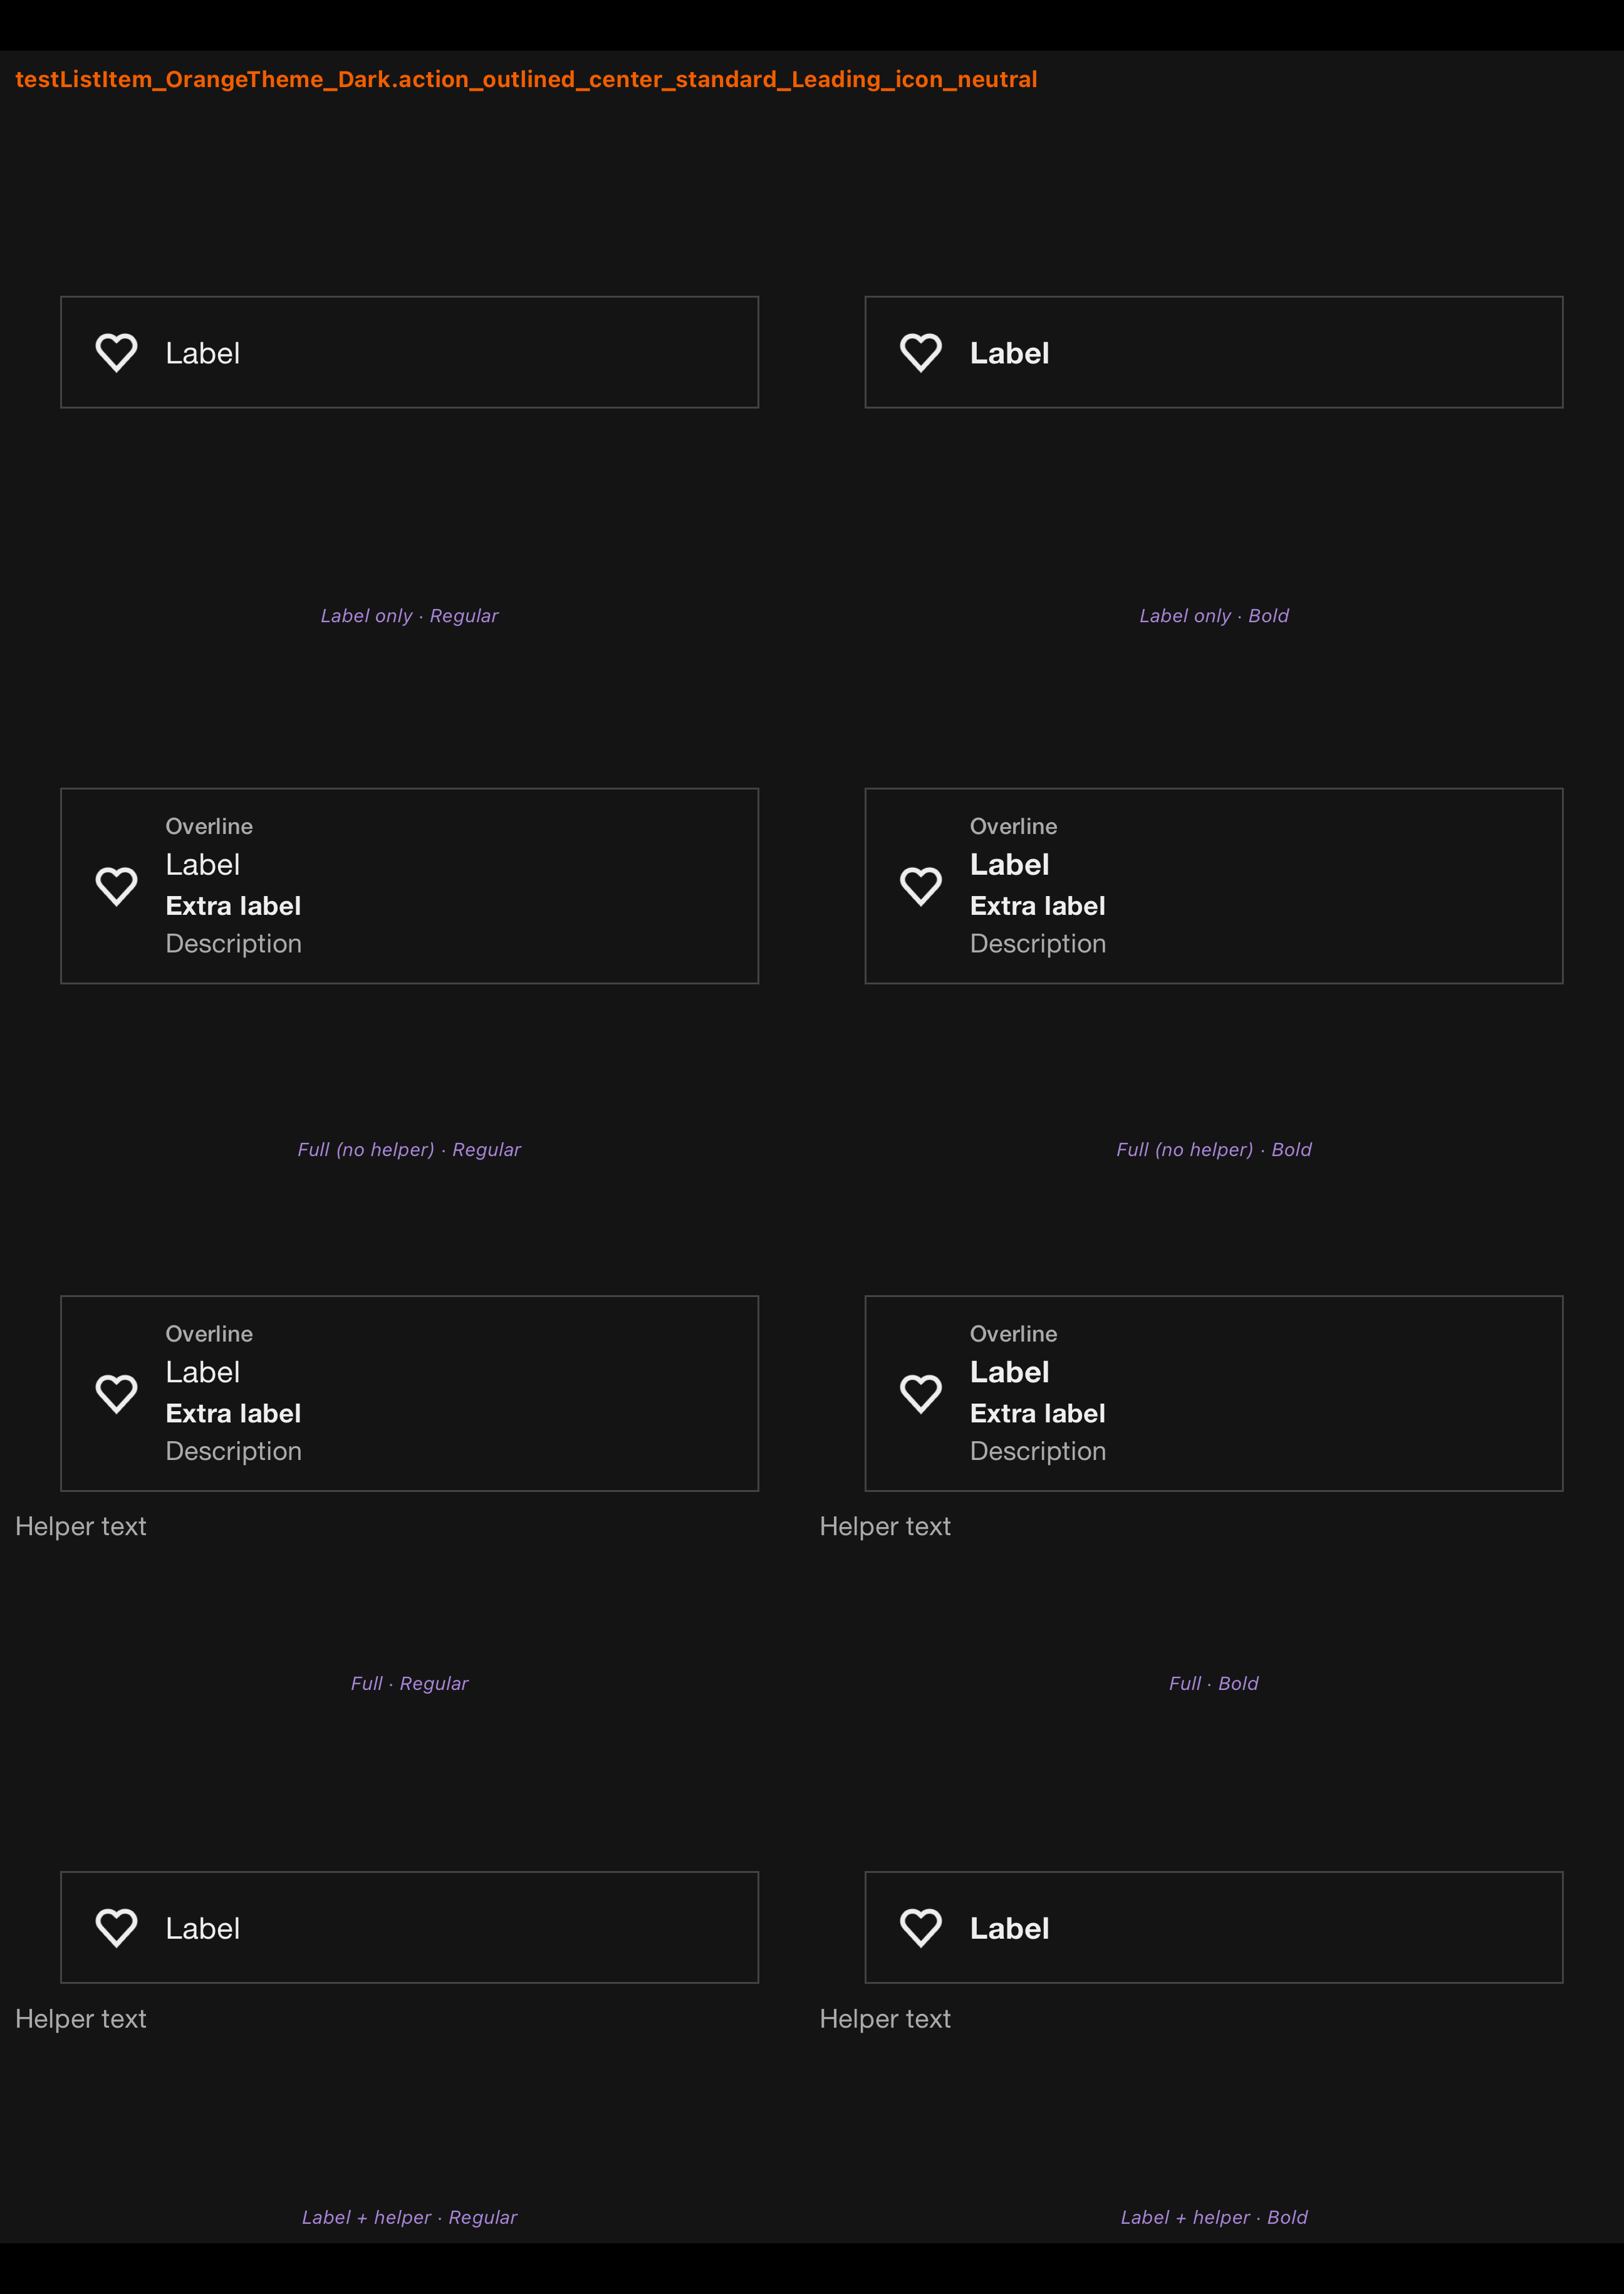 testListItem_OrangeTheme_Dark.action_outlined_center_standard_Leading_icon_neutral
Label
Label
Label only · Regular
Label only · Bold
Overline
Label
Extra label
Description
Overline
Label
Extra label
Description
Full (no helper) · Regular
Full (no helper) · Bold
Overline
Label
Extra label
Description
Helper text
Overline
Label
Extra label
Description
Helper text
Full · Regular
Full · Bold
Label
Helper text
Label
Helper text
Label + helper · Regular
Label + helper · Bold